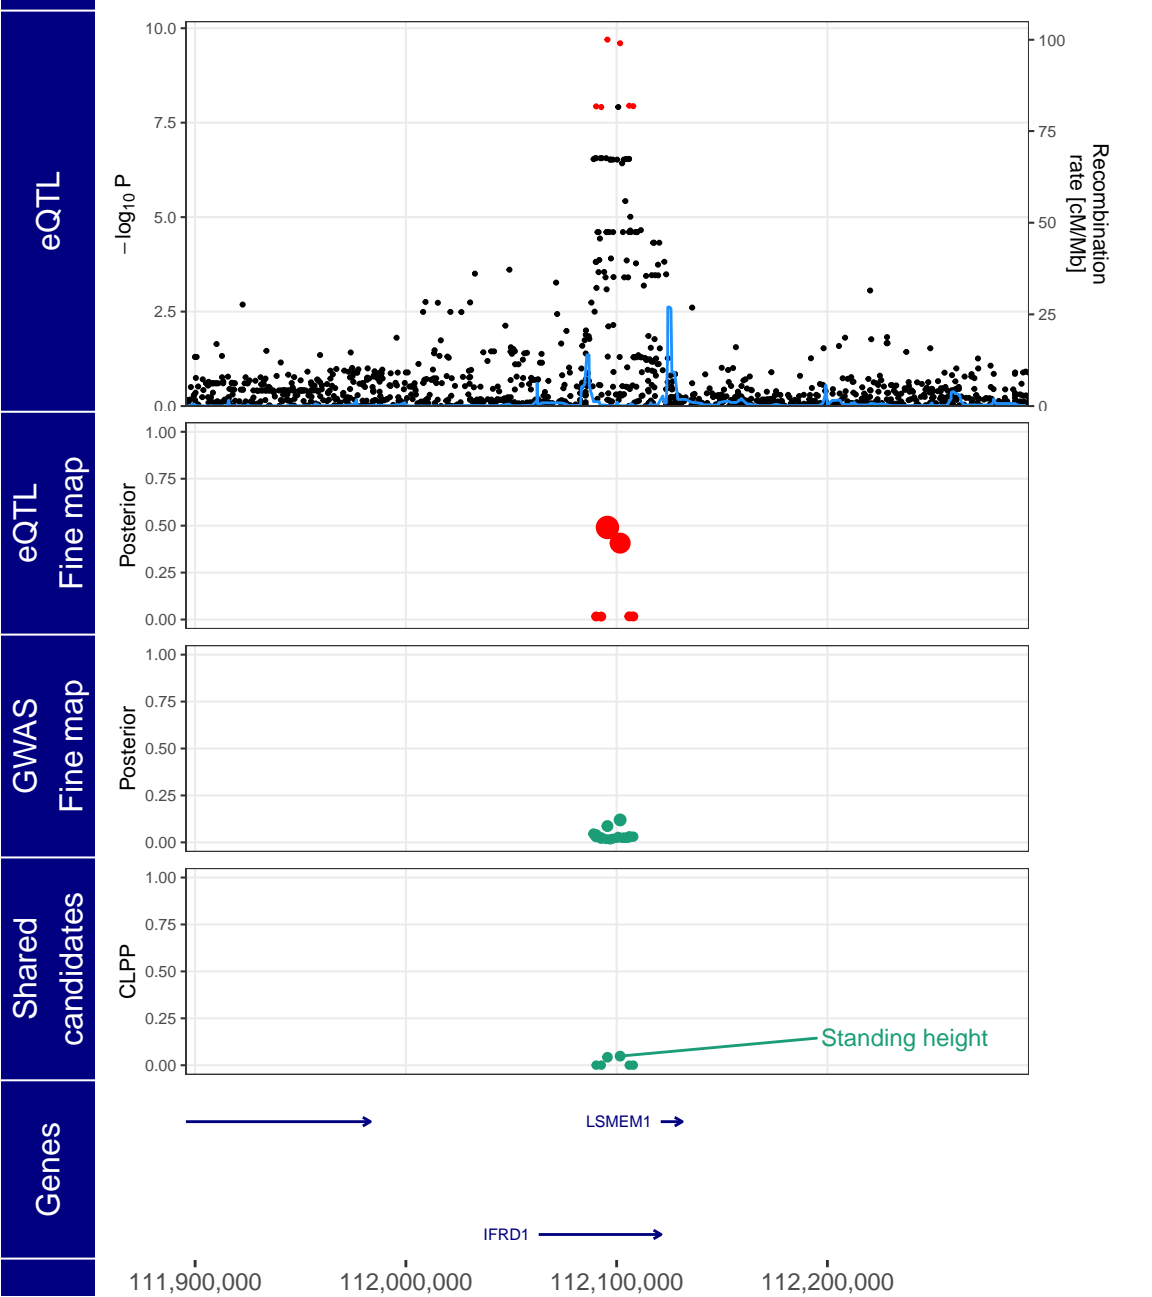 eQTL
10.0
7.5
5.0
2.5
0.0
−log10 P
100
75
50
25
0
Recombination
rate [cM/Mb]
eQTL
Fine map
1.00
0.75
0.50
0.25
0.00
Posterior
GWAS
Fine map
1.00
0.75
0.50
0.25
0.00
Posterior
Shared
candidates
1.00
0.75
0.50
0.25
0.00
CLPP
Standing height
Genes
LSMEM1
IFRD1
111,900,000
112,000,000
112,100,000
112,200,000